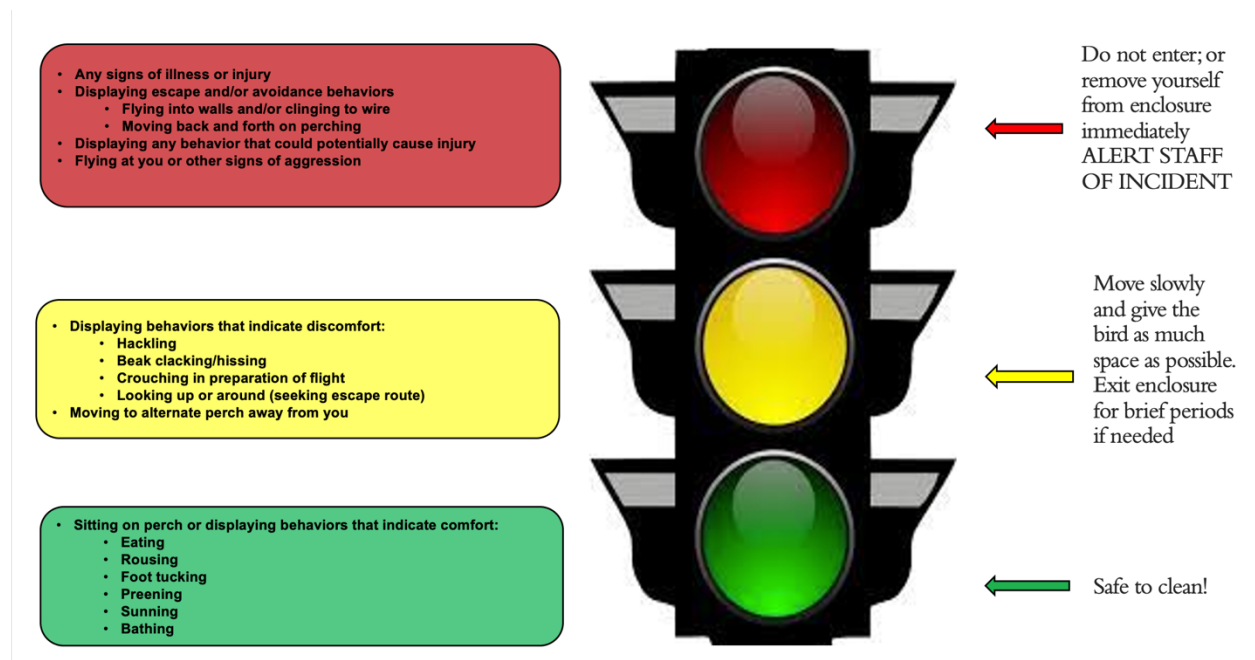 • Any signs of illness or injury
• Displaying escape and/or avoidance behaviors
• Flying into walls and/or clinging to wire
• Moving back and forth on perching
• Displaying any behavior that could potentially cause injury
• Flying at you or other signs of aggression
Do not enter; or
remove yourself
from enclosure
immediately
ALERT STAFF
OF INCIDENT
• Displaying behaviors that indicate discomfort:
• Hackling
• Beak clacking/hissing
• Crouching in preparation of flight
• Looking up or around (seeking escape route)
• Moving to alternate perch away from you
Move slowly
and give the
bird as much
space as possible.
Exit enclosure
for brief periods
if needed
• Sitting on perch or displaying behaviors that indicate comfort:
• Eating
• Rousing
• Foot tucking
• Preening
• Sunning
• Bathing
Safe to clean!